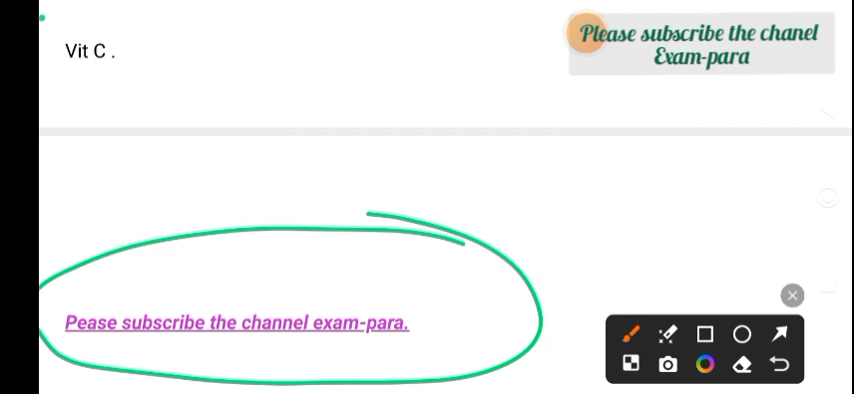 Vit C .
Please subscribe the chanel
Exam-para
Pease subscribe the channel exam-para.